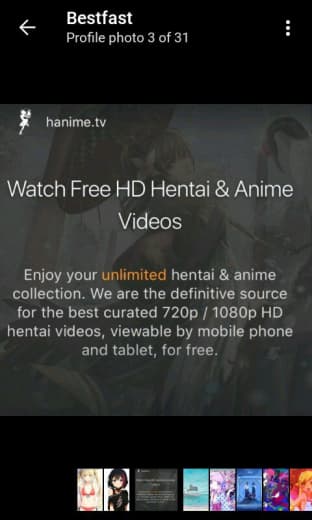 Bestfast
Profile photo 3 of 31
hanime.tv
Watch Free HD Hentai & Anime
Videos
Enjoy your unlimited hentai & anime
collection. We are the definitive source
for the best curated 720p / 1080p HD
hentai videos, viewable by mobile phone
and tablet, for free.